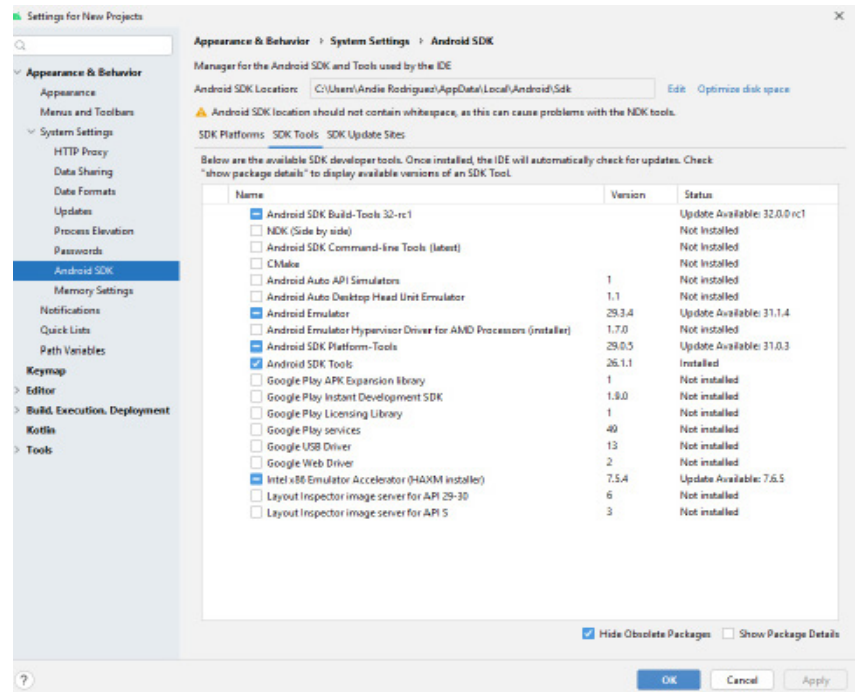 Settings for New Projects
Appearance & Behavior
Appearance
Menus and Toolbars
System Settings
HTTP Proxy
Data Sharing
Date Formats
Updates
Process Elevation
Passwords
Android SDK
Memory Settings
Notifications
Quick Lists
Path Variables
Keymap
Editor
Build, Execution, Deployment
Kotlin
Tools
Appearance & Behavior › System Settings › Android SDK
Manager for the Android SDK and Tools used by the IDE
Android SDK Location: C:\Users\Andie Rodriguez\AppData\Local\Android\Sdk Edit Optimize disk space
Android SDK location should not contain whitespace, as this can cause problems with the NDK tools.
SDK Platforms SDK Tools SDK Update Sites
Below are the available SDK developer tools. Once installed, the IDE will automatically check for updates. Check
"show package details" to display available versions of an SDK Tool.
Name Version Status
Android SDK Build-Tools 32-rc1 Update Available: 32.0.0 rc1
NDK (Side by side) Not Installed
Android SDK Command-line Tools (latest) Not Installed
CMake Not Installed
Android Auto API Simulators 1 Not installed
Android Auto Desktop Head Unit Emulator 1.1 Not installed
Android Emulator 29.3.4 Update Available: 31.1.4
Android Emulator Hypervisor Driver for AMD Processors (installer) 1.7.0 Not installed
Android SDK Platform-Tools 29.0.5 Update Available: 31.0.3
Android SDK Tools 26.1.1 Installed
Google Play APK Expansion library 1 Not installed
Google Play Instant Development SDK 1.9.0 Not installed
Google Play Licensing Library 1 Not installed
Google Play services 49 Not installed
Google USB Driver 13 Not installed
Google Web Driver 2 Not installed
Intel x86 Emulator Accelerator (HAXM installer) 7.5.4 Update Available: 7.6.5
Layout Inspector image server for API 29-30 6 Not installed
Layout Inspector image server for API S 3 Not installed
Hide Obsolete Packages Show Package Details
? OK Cancel Apply